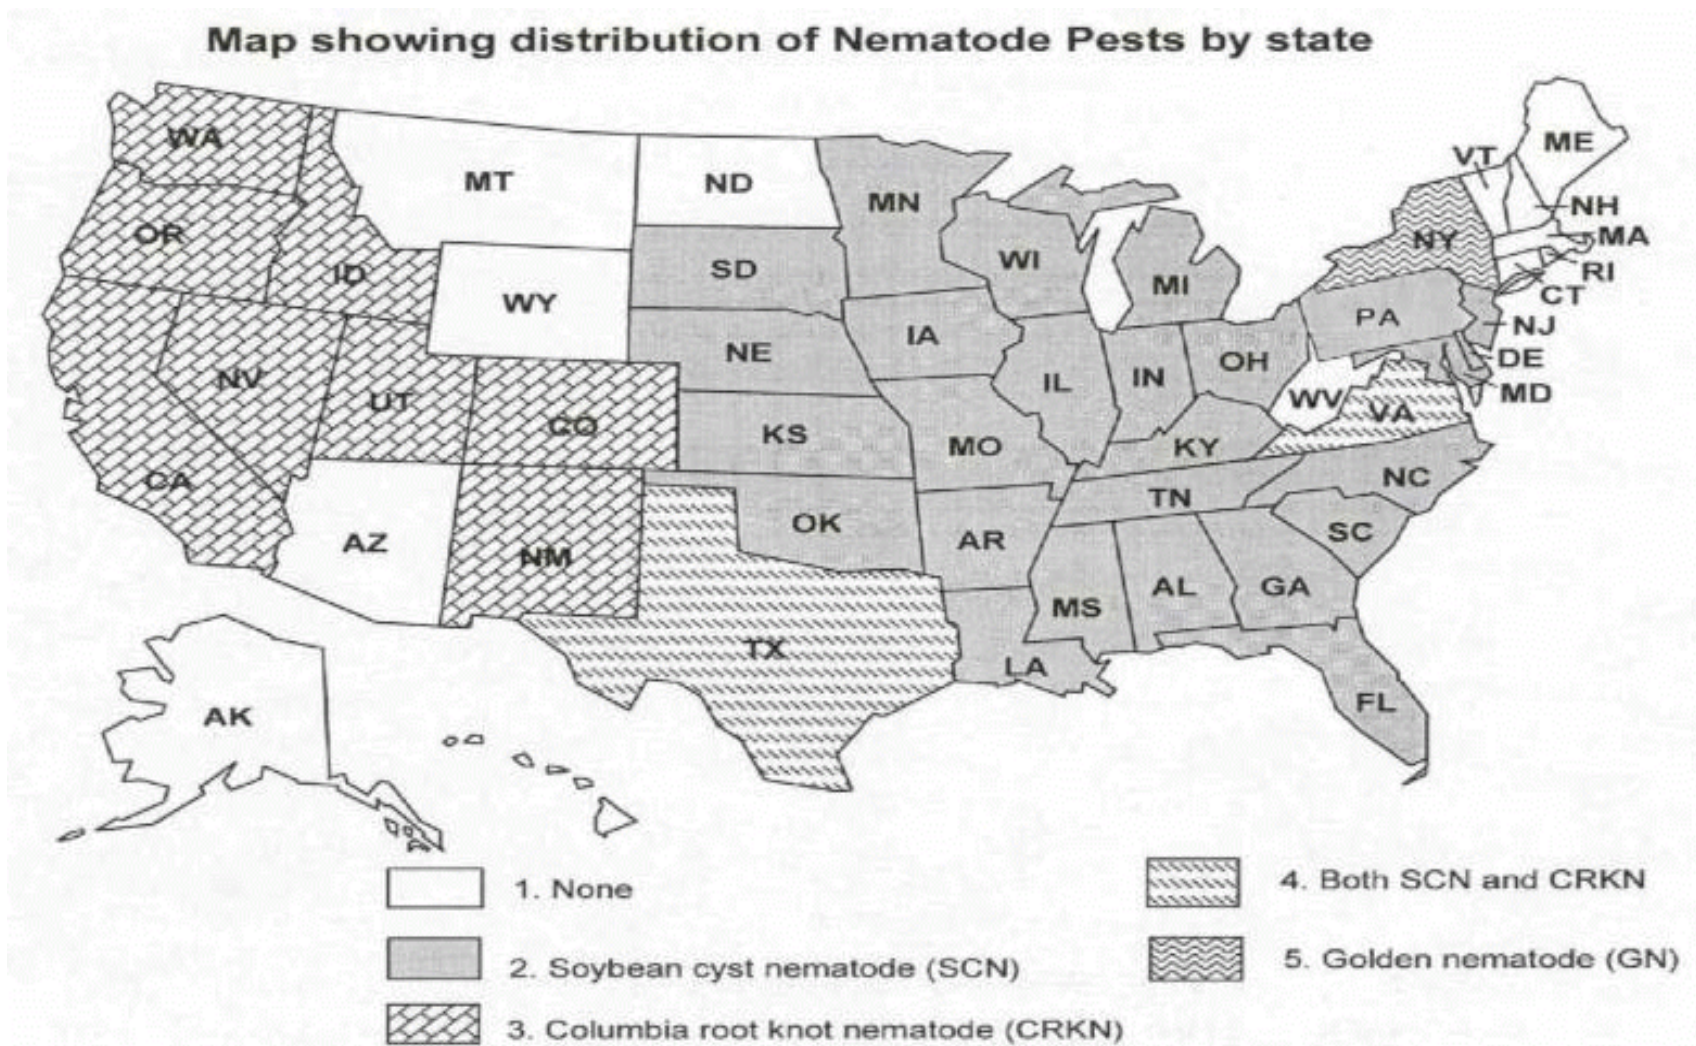 Map showing distribution of Nematode Pests by state
WA
MT
ND
MN
VT
ME
OR
ID
SD
WI
MI
NY
NH
MA
RI
CT
WY
NE
IA
PA
NJ
NV
UT
CO
KS
MO
IL
IN
OH
WV
VA
DE
MD
CA
AZ
NM
OK
AR
KY
TN
NC
SC
TX
LA
MS
AL
GA
FL
AK
1. None
2. Soybean cyst nematode (SCN)
3. Columbia root knot nematode (CRKN)
4. Both SCN and CRKN
5. Golden nematode (GN)